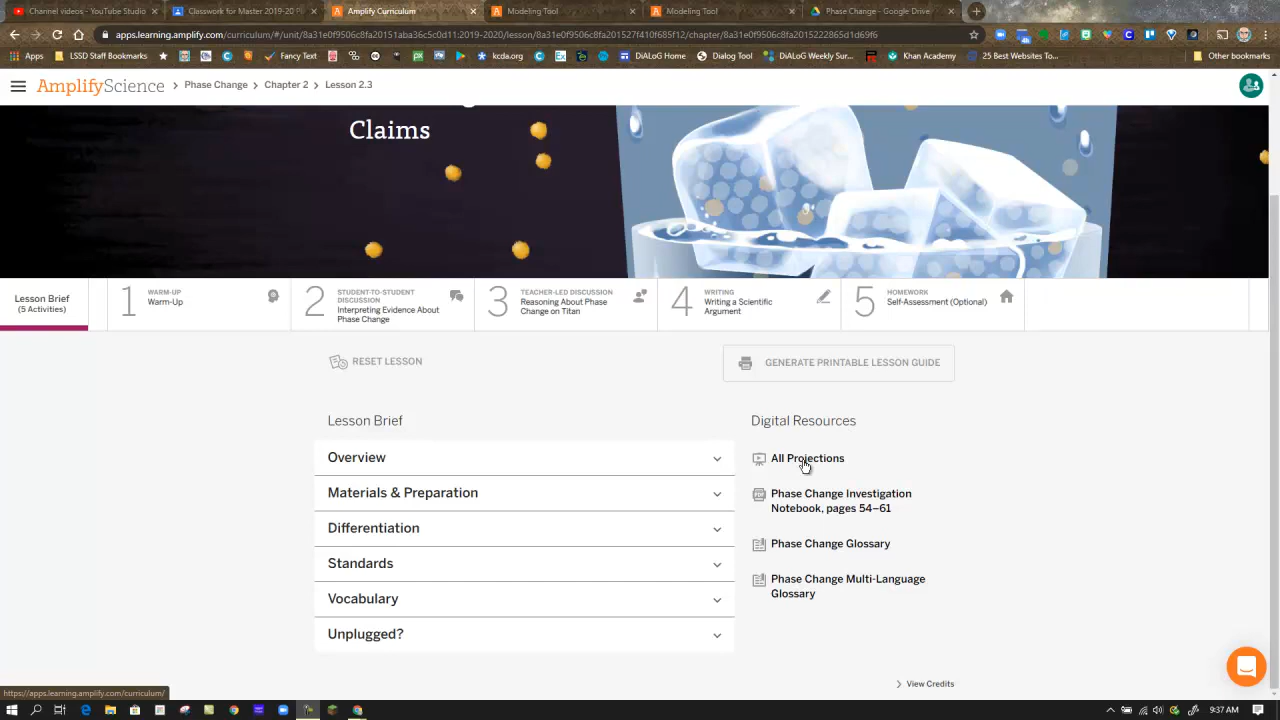 Channel videos - YouTube Studio
Classwork for Master 2019-20 P
Amplify Curriculum
Modeling Tool
Modeling Tool
Phase Change - Google Drive
apps.learning.amplify.com/curriculum/#/unit/8a31e0f9506c8fa20151aba36c5c0d11:2019-2020/lesson/8a31e0f9506c8fa201527f410f685f12/chapter/8a31e0f9506c8fa2015222865d1d69f6
Apps
LSSD Staff Bookmarks
Fancy Text
kcda.org
DiALoG Home
Dialog Tool
DiALoG Weekly Sur...
Khan Academy
25 Best Websites To...
Other bookmarks
AmplifyScience
Phase Change
Chapter 2
Lesson 2.3
Claims
Lesson Brief
(5 Activities)
1
WARM-UP
Warm-Up
2
STUDENT-TO-STUDENT
DISCUSSION
Interpreting Evidence About
Phase Change
3
TEACHER-LED DISCUSSION
Reasoning About Phase
Change on Titan
4
WRITING
Writing a Scientific
Argument
5
HOMEWORK
Self-Assessment (Optional)
RESET LESSON
GENERATE PRINTABLE LESSON GUIDE
Lesson Brief
Overview
Materials & Preparation
Differentiation
Standards
Vocabulary
Unplugged?
Digital Resources
All Projections
Phase Change Investigation
Notebook, pages 54–61
Phase Change Glossary
Phase Change Multi-Language
Glossary
View Credits
https://apps.learning.amplify.com/curriculum/
9:37 AM